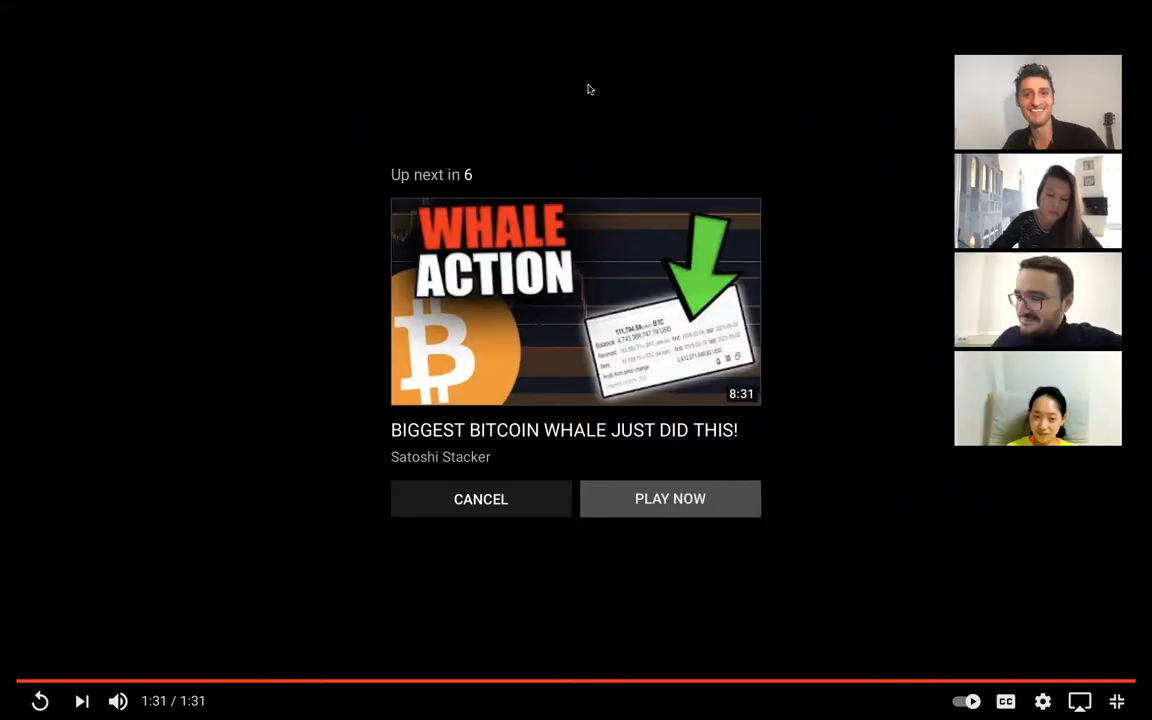 Up next in 6
WHALE
ACTION
8:31
BIGGEST BITCOIN WHALE JUST DID THIS!
Satoshi Stacker
CANCEL
PLAY NOW
1:31 / 1:31
CC